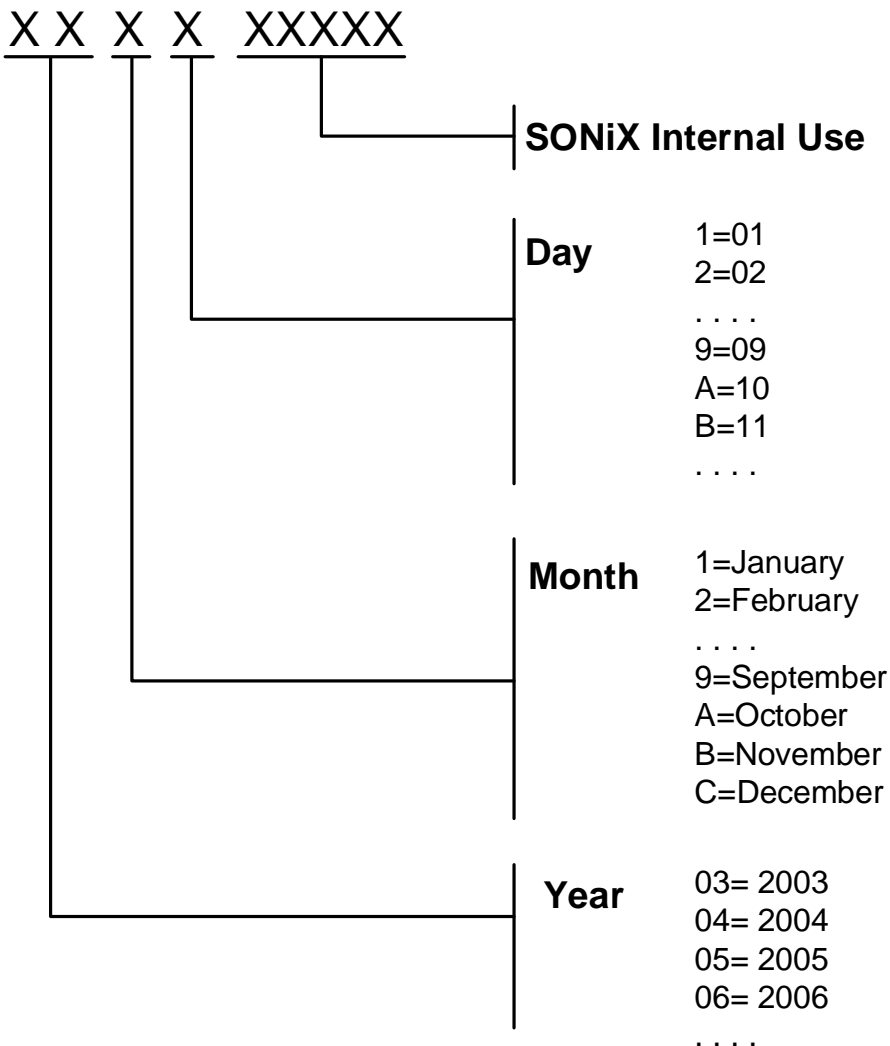 X X X X XXXXX
SONiX Internal Use
Day
1=01
2=02
. . . .
9=09
A=10
B=11
. . . .
Month
1=January
2=February
. . . .
9=September
A=October
B=November
C=December
Year
03= 2003
04= 2004
05= 2005
06= 2006
. . . .